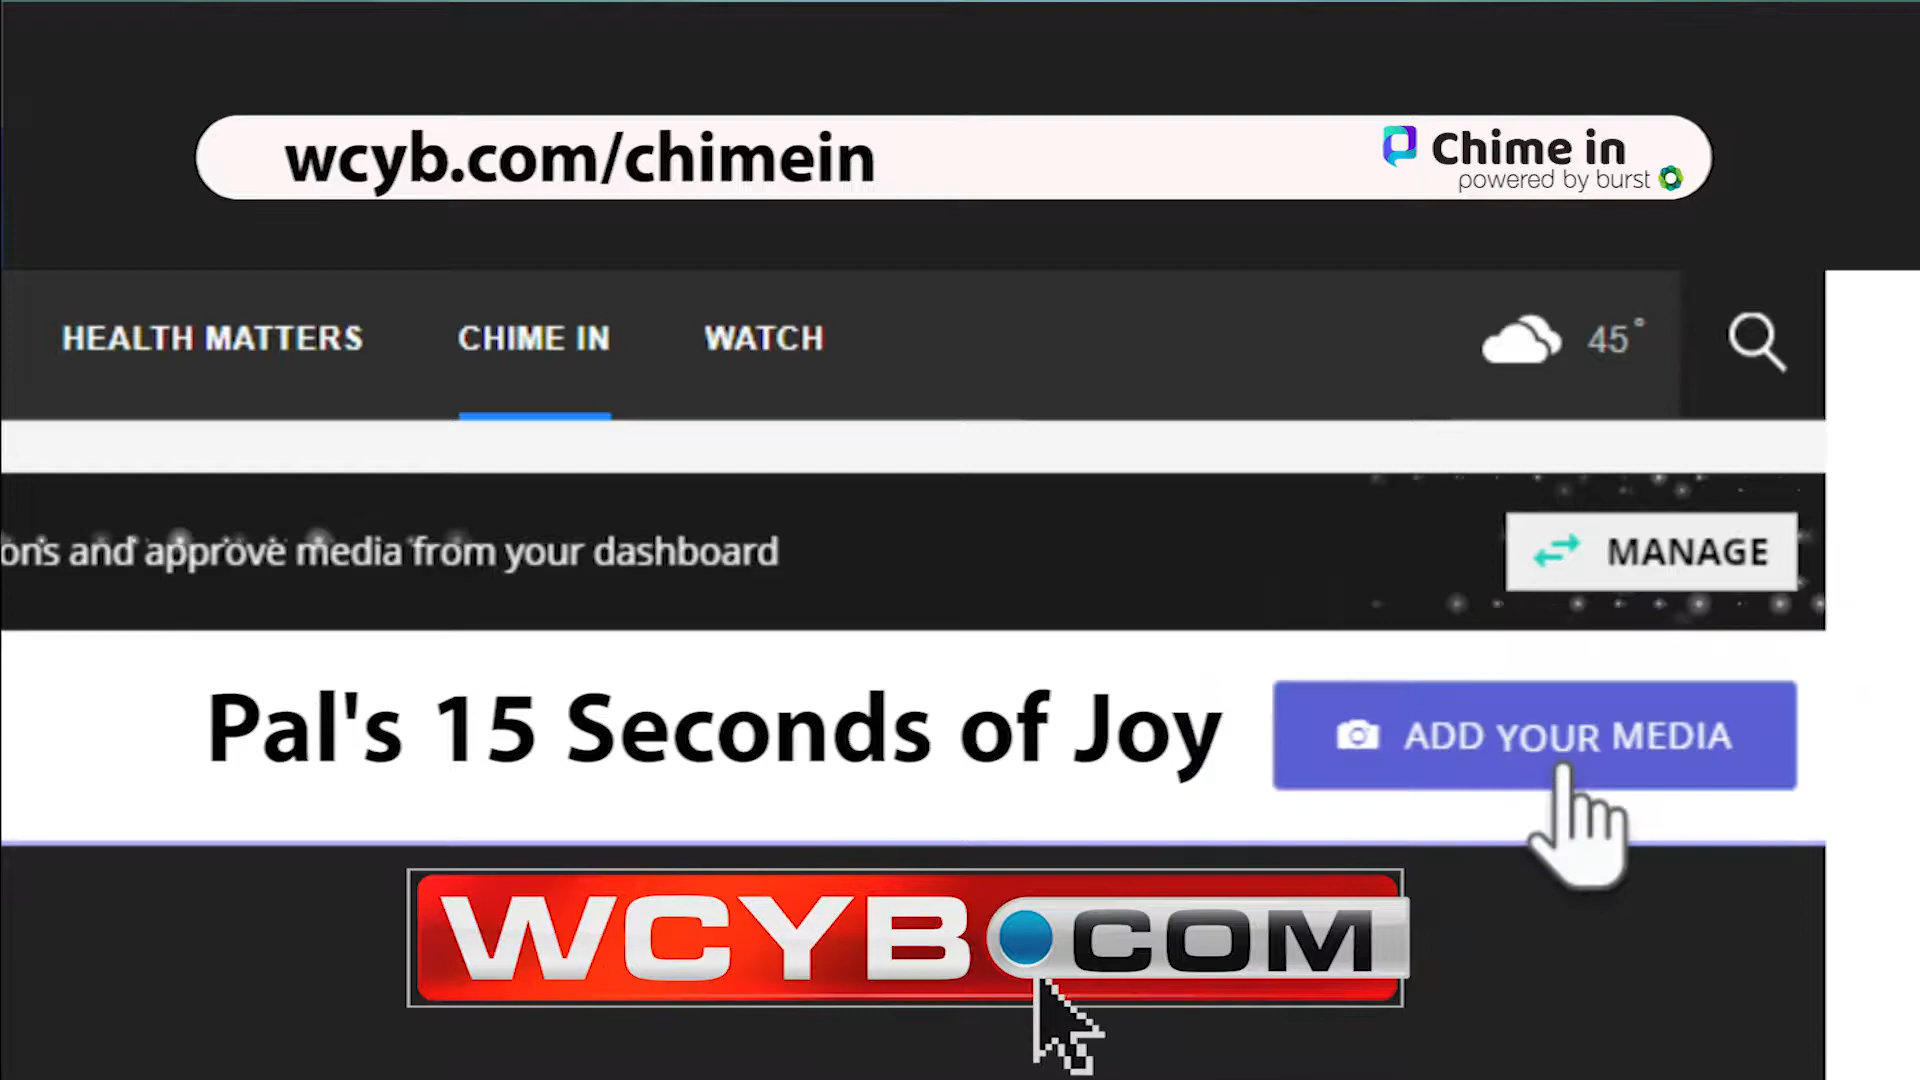 wcyb.com/chimein
Chime in
powered by burst
HEALTH MATTERS CHIME IN WATCH 45°
ons and approve media from your dashboard
MANAGE
Pal's 15 Seconds of Joy
ADD YOUR MEDIA
WCYB.COM